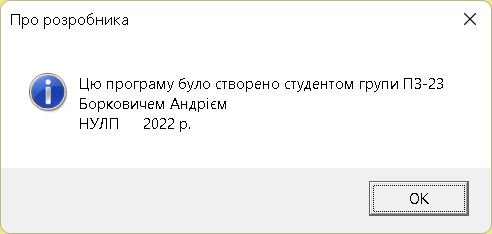 Про розробника
Цю програму було створено студентом групи ПЗ-23
Борковичем Андрієм
НУЛП 2022 р.
OK